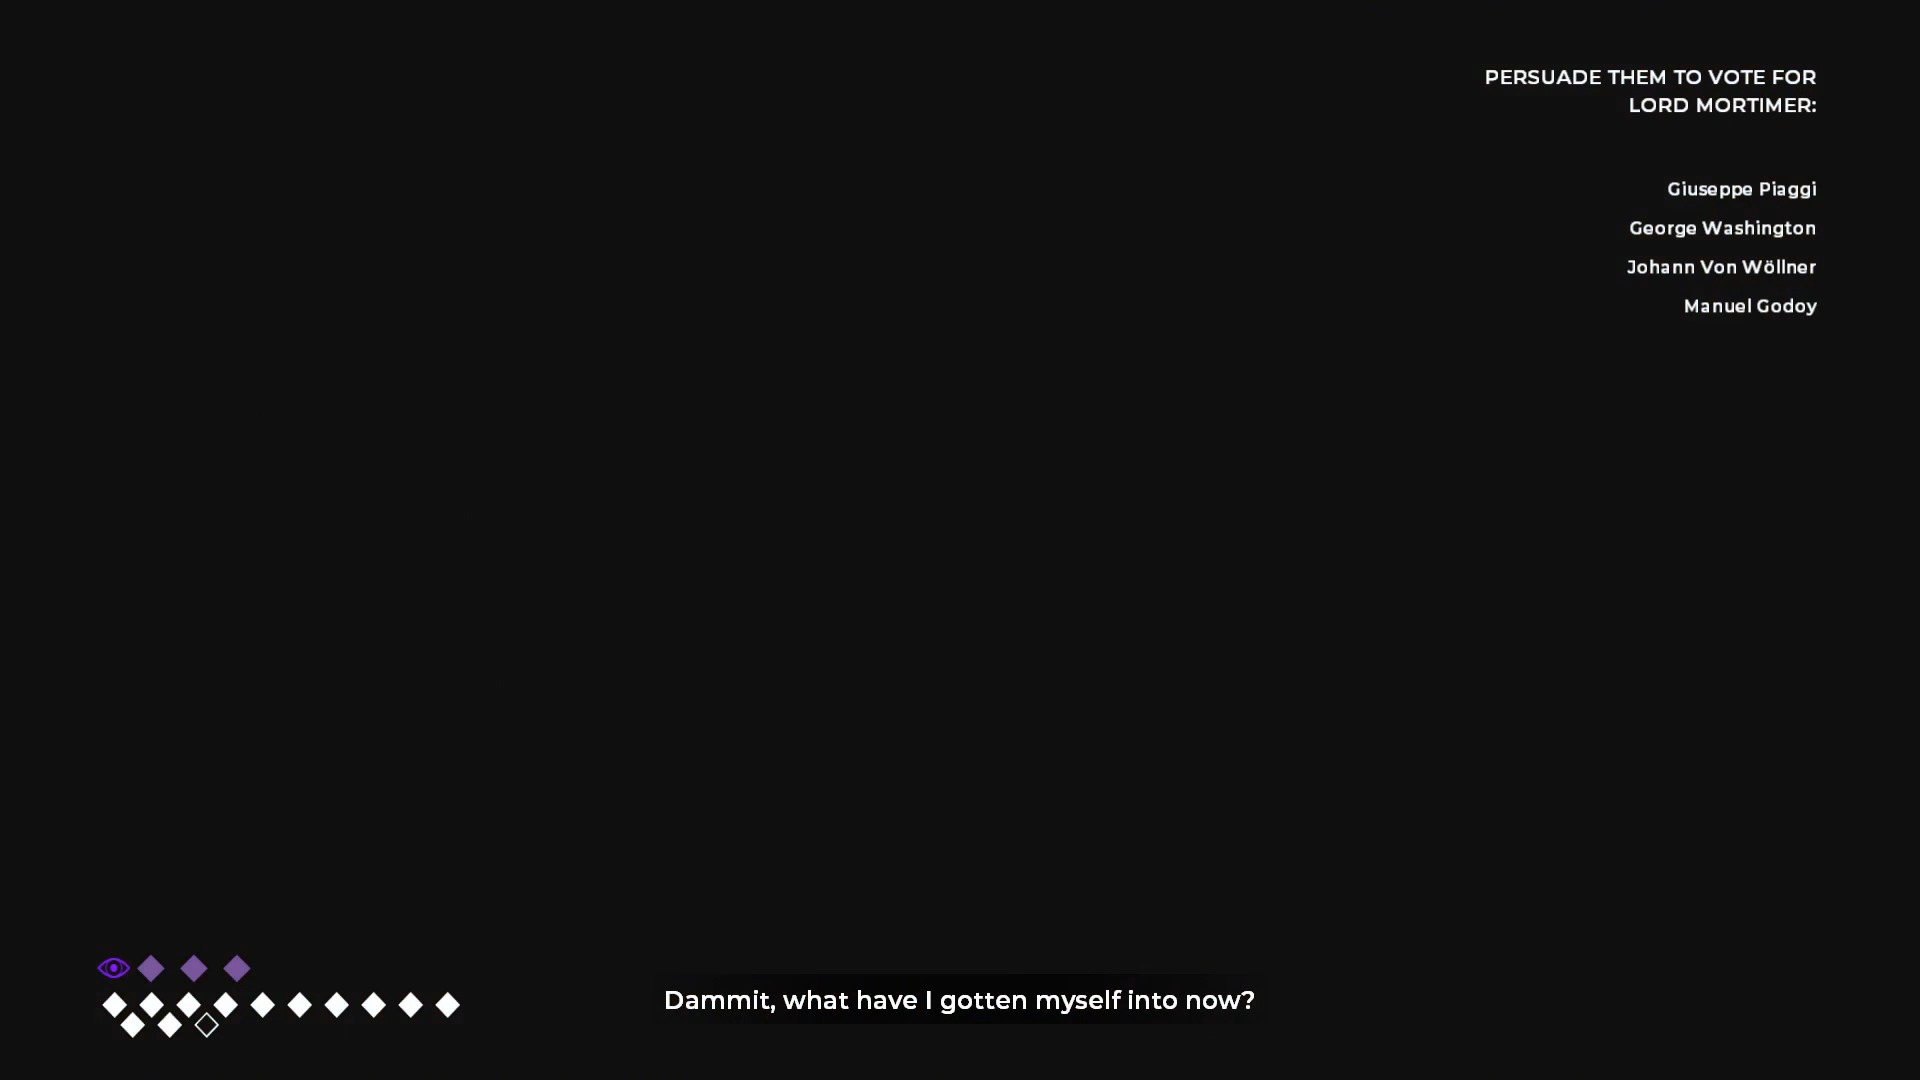 PERSUADE THEM TO VOTE FOR
LORD MORTIMER:
Giuseppe Piaggi
George Washington
Johann Von Wöllner
Manuel Godoy
Dammit, what have I gotten myself into now?